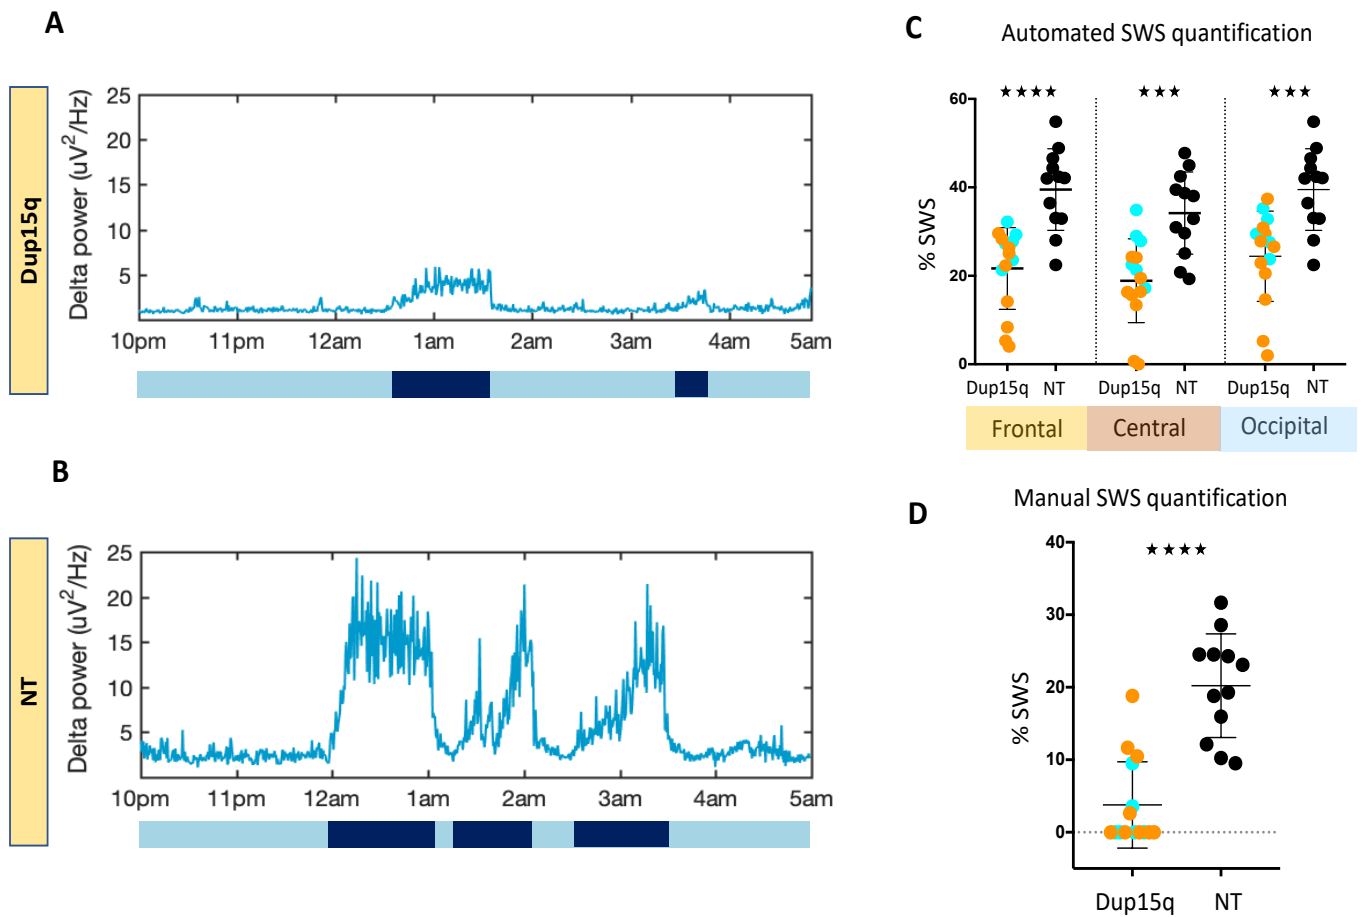 A
Dup15q
Delta power (uV²/Hz)
25
20
15
10
5
10pm 11pm 12am 1am 2am 3am 4am 5am
B
NT
Delta power (uV²/Hz)
25
20
15
10
5
10pm 11pm 12am 1am 2am 3am 4am 5am
C
Automated SWS quantification
★★★★ ★★★ ★★★
% SWS
60
40
20
0
Dup15q NT Dup15q NT Dup15q NT
Frontal Central Occipital
D
Manual SWS quantification
★★★★
% SWS
40
30
20
10
0
Dup15q NT